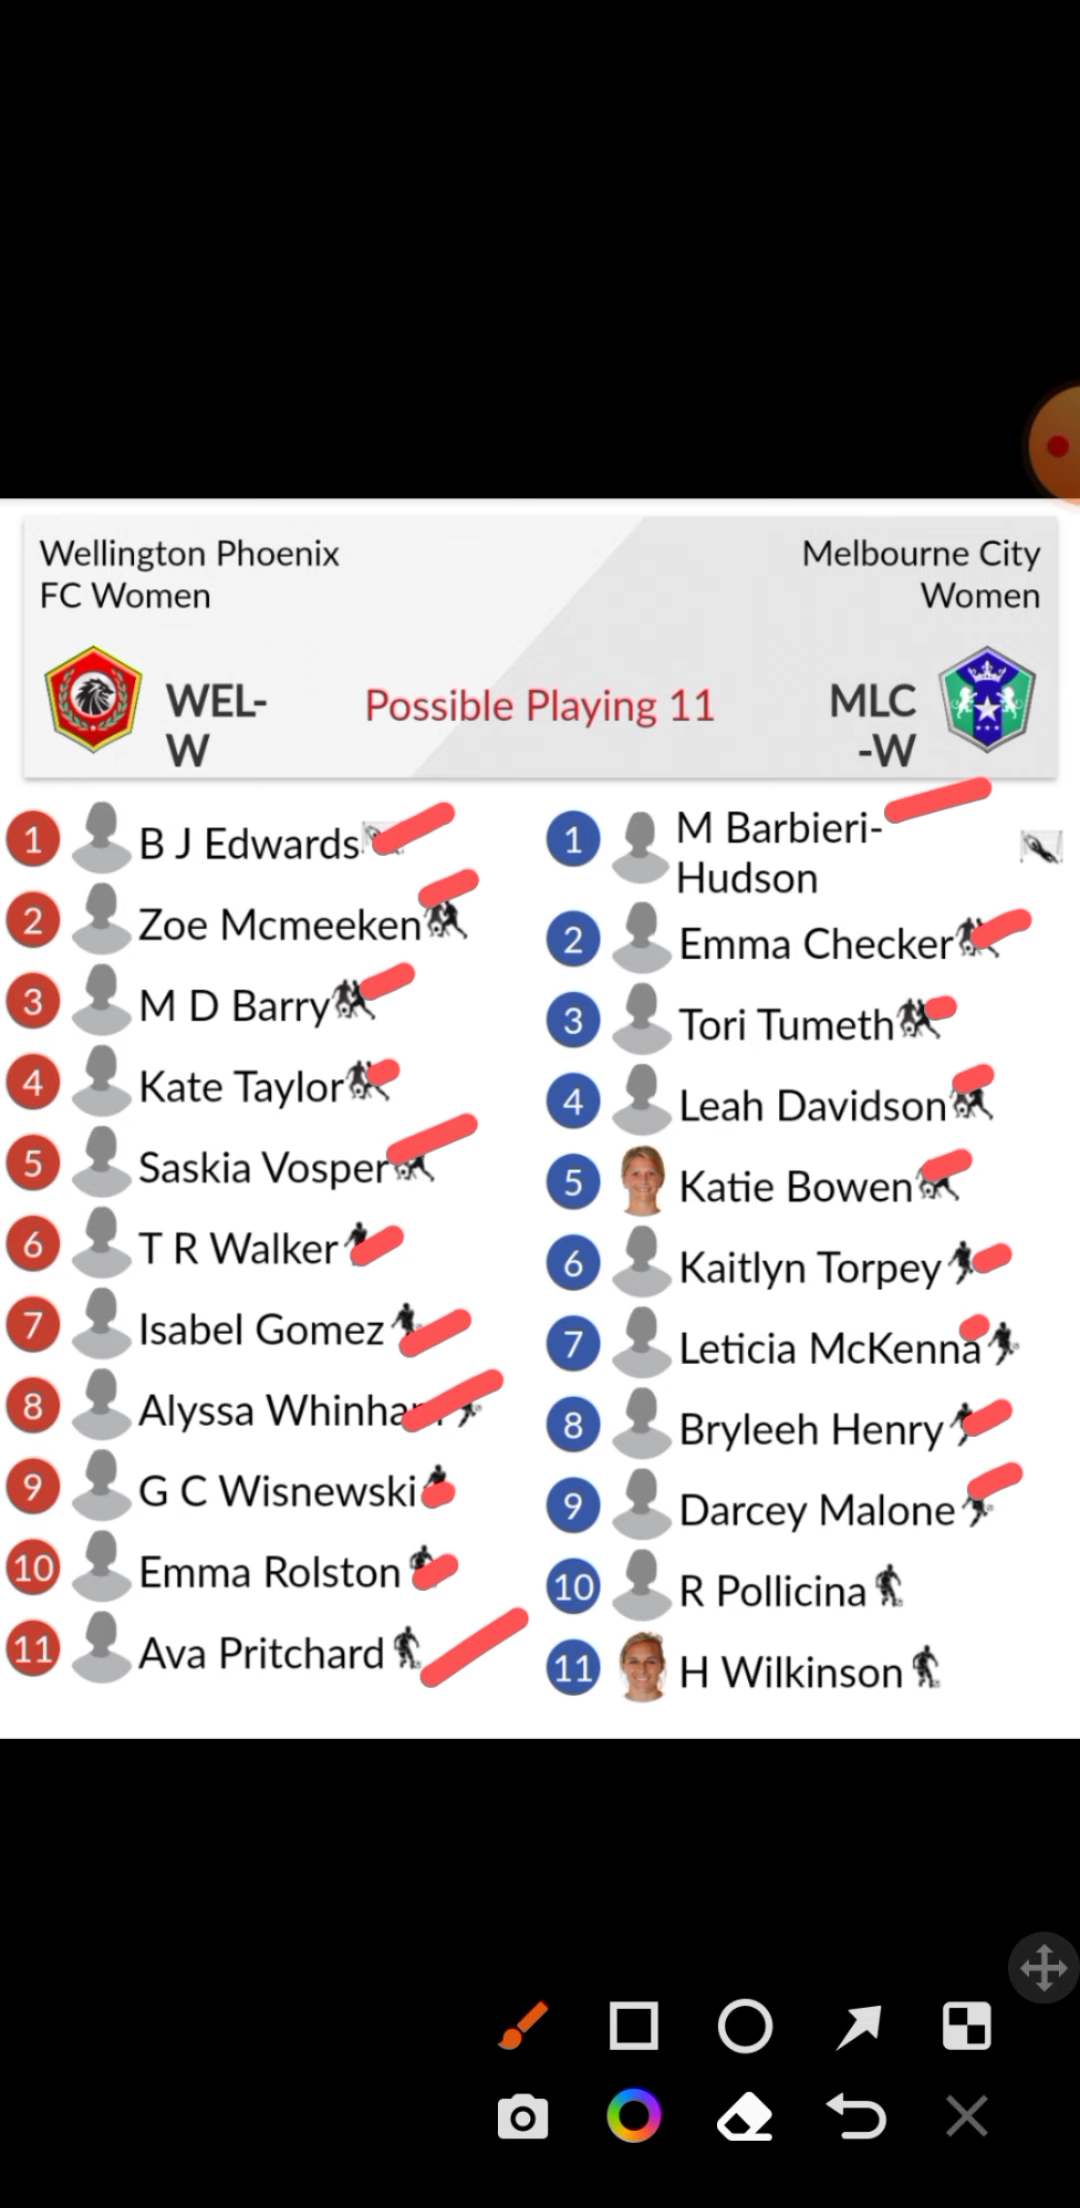 Wellington Phoenix
FC Women
Melbourne City
Women
WEL-
W
Possible Playing 11
MLC
-W
1 B J Edwards
2 Zoe Mcmeeken
3 M D Barry
4 Kate Taylor
5 Saskia Vosper
6 T R Walker
7 Isabel Gomez
8 Alyssa
9 G C Wisnewski
10 Emma Rolston
11 Ava Pritchard
1 M Barbieri-
Hudson
2 Emma Checker
3 Tori Tumeth
4 Leah Davidson
5 Katie Bowen
6 Kaitlyn Torpey
7 Leticia McKenna
8 Bryleeh Henry
9 Darcey Malone
10 R Pollicina
11 H Wilkinson